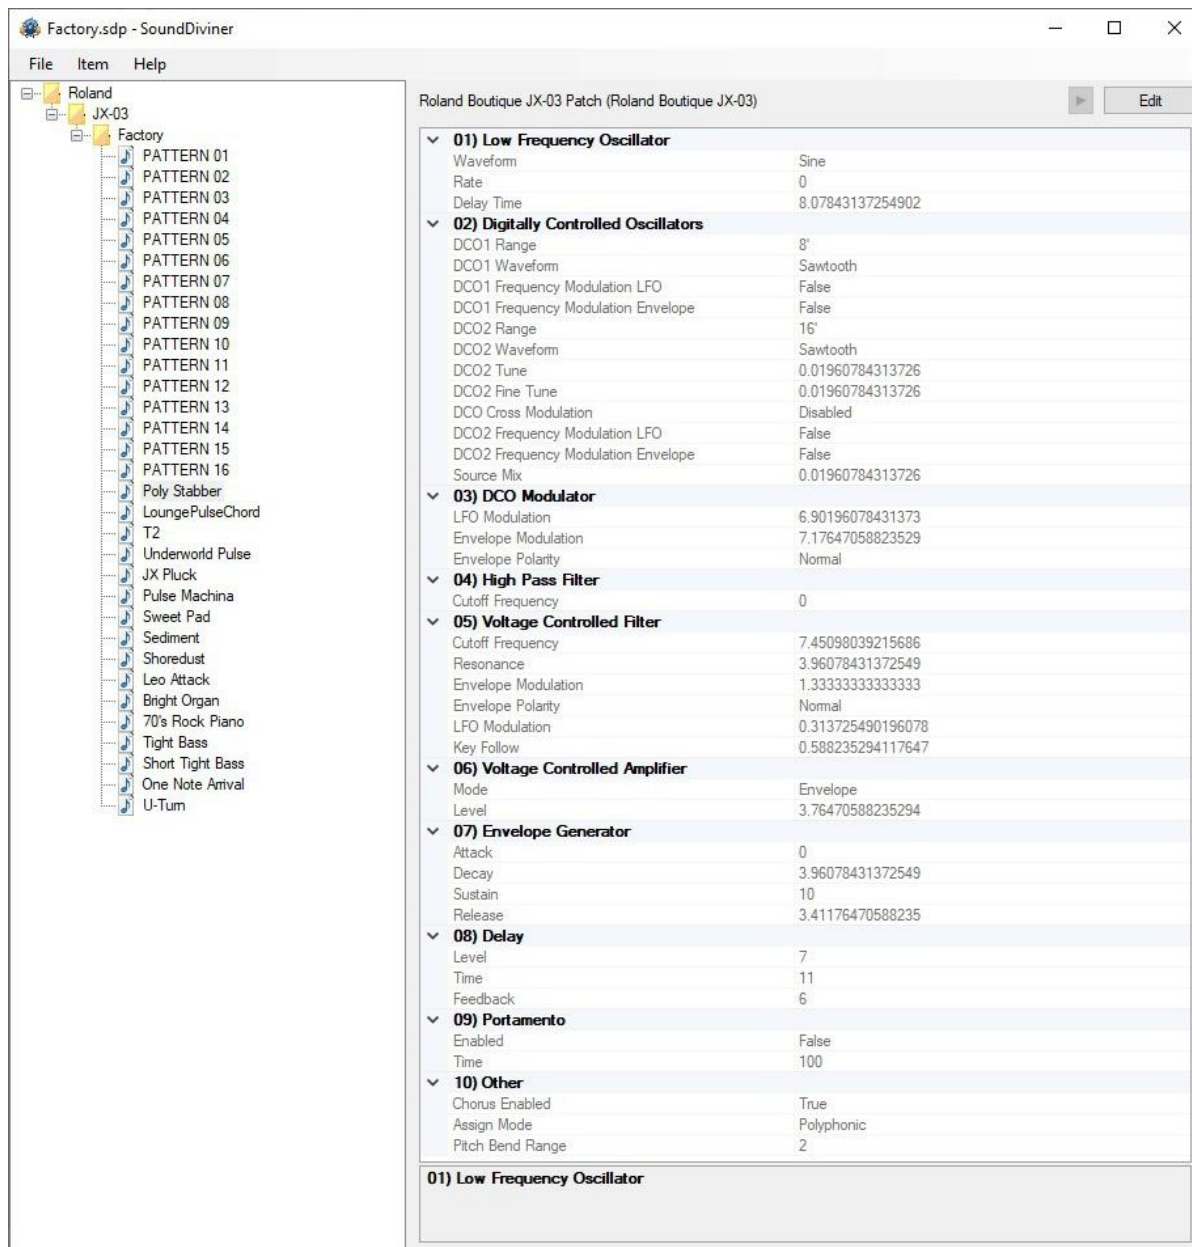 Factory.sdp - SoundDiviner
File Item Help
Roland
JX-03
Factory
PATTERN 01
PATTERN 02
PATTERN 03
PATTERN 04
PATTERN 05
PATTERN 06
PATTERN 07
PATTERN 08
PATTERN 09
PATTERN 10
PATTERN 11
PATTERN 12
PATTERN 13
PATTERN 14
PATTERN 15
PATTERN 16
Poly Stabber
LoungePulseChord
T2
Underworld Pulse
JX Pluck
Pulse Machina
Sweet Pad
Sediment
Shoredust
Leo Attack
Bright Organ
70's Rock Piano
Tight Bass
Short Tight Bass
One Note Arrival
U-Turn
Roland Boutique JX-03 Patch (Roland Boutique JX-03)
Edit
01) Low Frequency Oscillator
Waveform Sine
Rate 0
Delay Time 8.07843137254902
02) Digitally Controlled Oscillators
DCO1 Range 8'
DCO1 Waveform Sawtooth
DCO1 Frequency Modulation LFO False
DCO1 Frequency Modulation Envelope False
DCO2 Range 16'
DCO2 Waveform Sawtooth
DCO2 Tune 0.01960784313726
DCO2 Fine Tune 0.01960784313726
DCO Cross Modulation Disabled
DCO2 Frequency Modulation LFO False
DCO2 Frequency Modulation Envelope False
Source Mix 0.01960784313726
03) DCO Modulator
LFO Modulation 6.90196078431373
Envelope Modulation 7.17647058823529
Envelope Polarity Normal
04) High Pass Filter
Cutoff Frequency 0
05) Voltage Controlled Filter
Cutoff Frequency 7.45098039215686
Resonance 3.96078431372549
Envelope Modulation 1.33333333333333
Envelope Polarity Normal
LFO Modulation 0.313725490196078
Key Follow 0.588235294117647
06) Voltage Controlled Amplifier
Mode Envelope
Level 3.76470588235294
07) Envelope Generator
Attack 0
Decay 3.96078431372549
Sustain 10
Release 3.41176470588235
08) Delay
Level 7
Time 11
Feedback 6
09) Portamento
Enabled False
Time 100
10) Other
Chorus Enabled True
Assign Mode Polyphonic
Pitch Bend Range 2
01) Low Frequency Oscillator